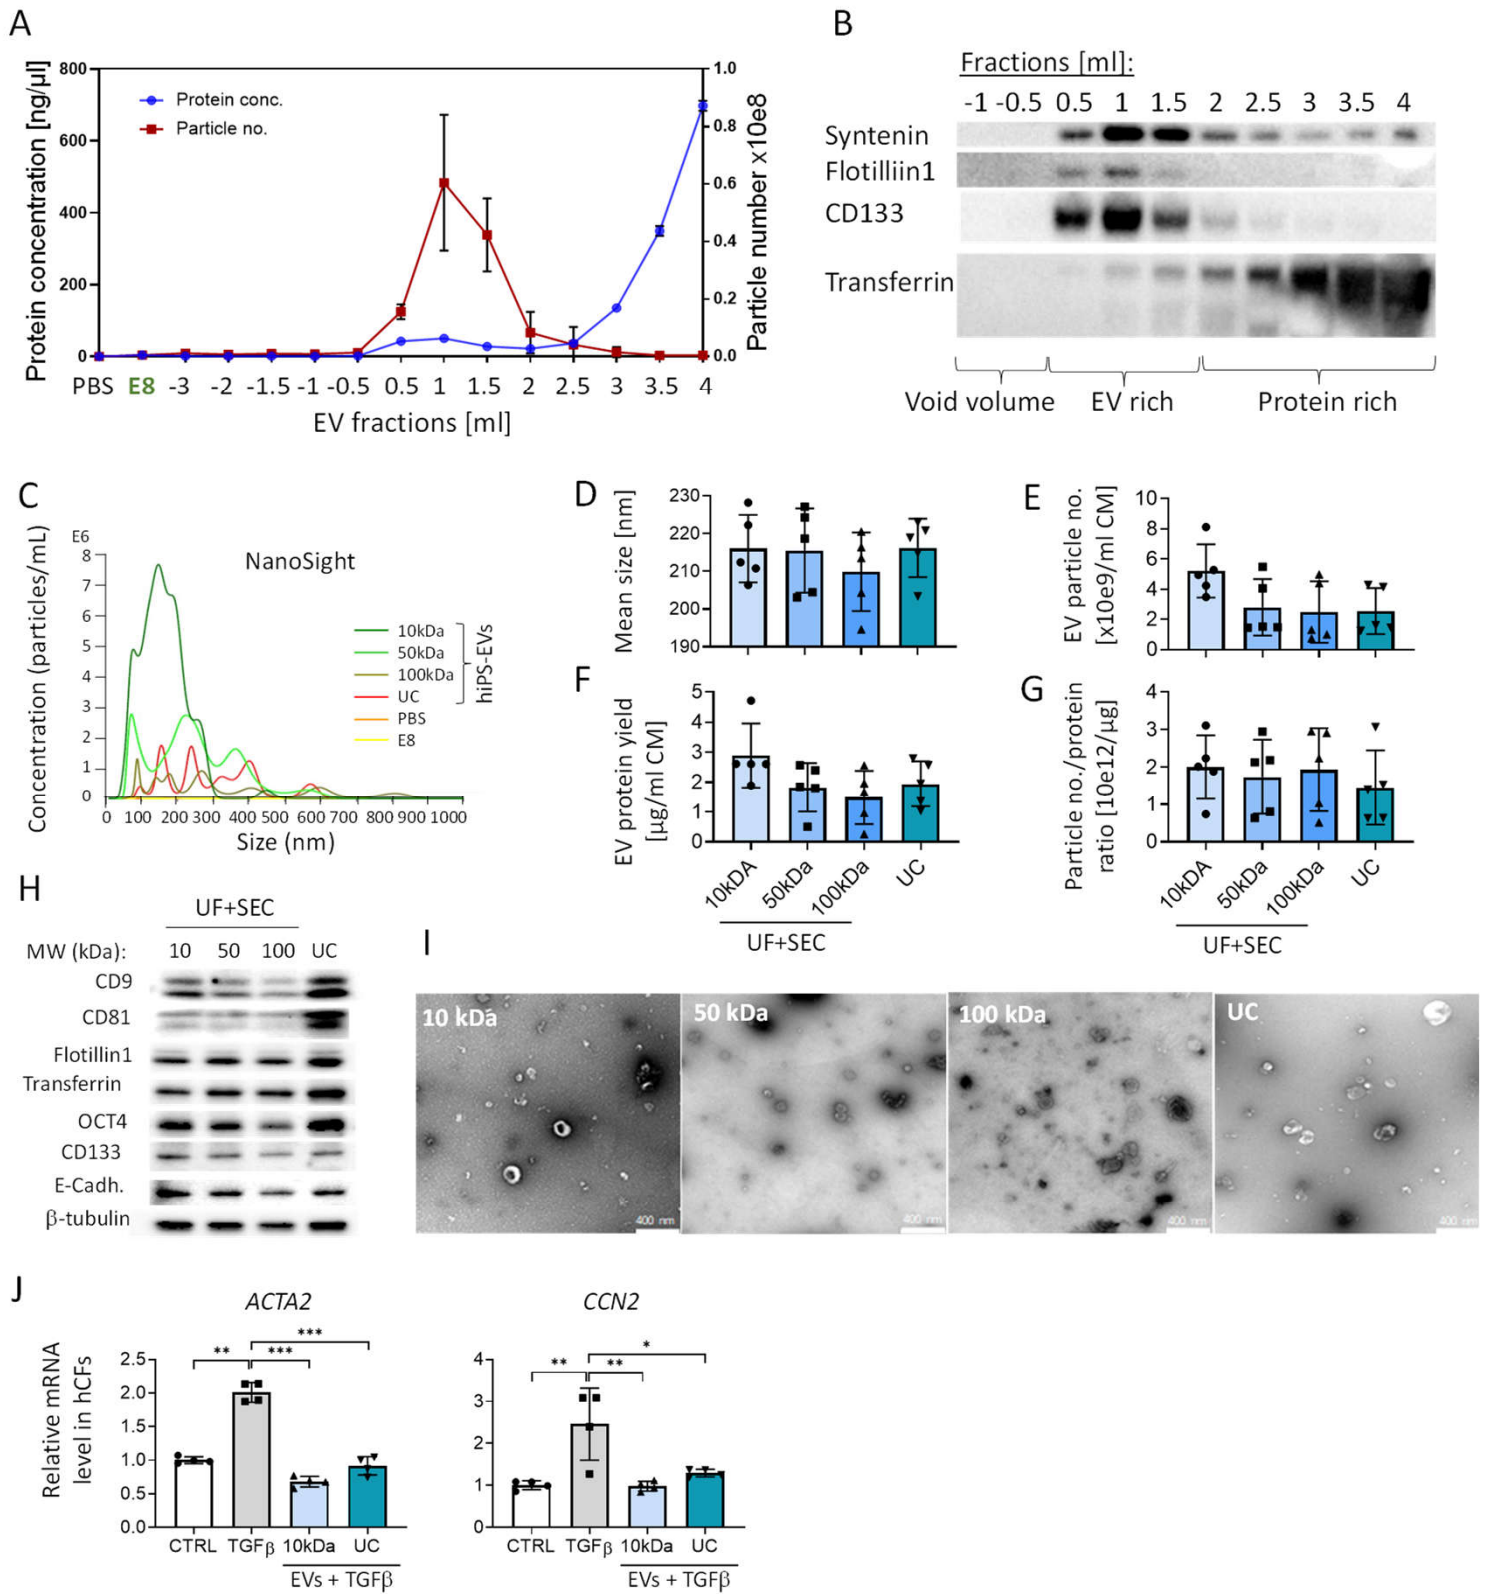 A
Protein concentration [ng/µl]
800
600
400
200
0
Protein conc.
Particle no.
1.0
0.8
0.6
0.4
0.2
0.0
Particle number x10e8
PBS E8 -3 -2 -1.5 -1 -0.5 0.5 1 1.5 2 2.5 3 3.5 4
EV fractions [ml]
B
Fractions [ml]:
-1 -0.5 0.5 1 1.5 2 2.5 3 3.5 4
Syntenin
Flotilliin1
CD133
Transferrin
Void volume EV rich Protein rich
C
Concentration (particles/mL)
E6
8
7
6
5
4
3
2
1
0
NanoSight
10kDa
50kDa
100kDa
UC
PBS
E8
hiPS-EVs
0 100 200 300 400 500 600 700 800 900 1000
Size (nm)
D
Mean size [nm]
230
220
210
200
190
E
EV particle no.
[x10e9/ml CM]
10
8
6
4
2
0
F
EV protein yield
[µg/ml CM]
5
4
3
2
1
0
10kDA 50kDa 100kDa UC
UF+SEC
G
Particle no./protein
ratio [10e12/µg]
4
3
2
1
0
10kDA 50kDa 100kDa UC
UF+SEC
H
UF+SEC
MW (kDa): 10 50 100 UC
CD9
CD81
Flotillin1
Transferrin
OCT4
CD133
E-Cadh.
β-tubulin
I
10 kDa
400 nm
50 kDa
400 nm
100 kDa
400 nm
UC
400 nm
J
Relative mRNA
level in hCFs
ACTA2
** *** ***
2.5
2.0
1.5
1.0
0.5
0.0
CTRL TGFβ 10kDa UC
EVs + TGFβ
CCN2
** ** *
4
3
2
1
0
CTRL TGFβ 10kDa UC
EVs + TGFβ